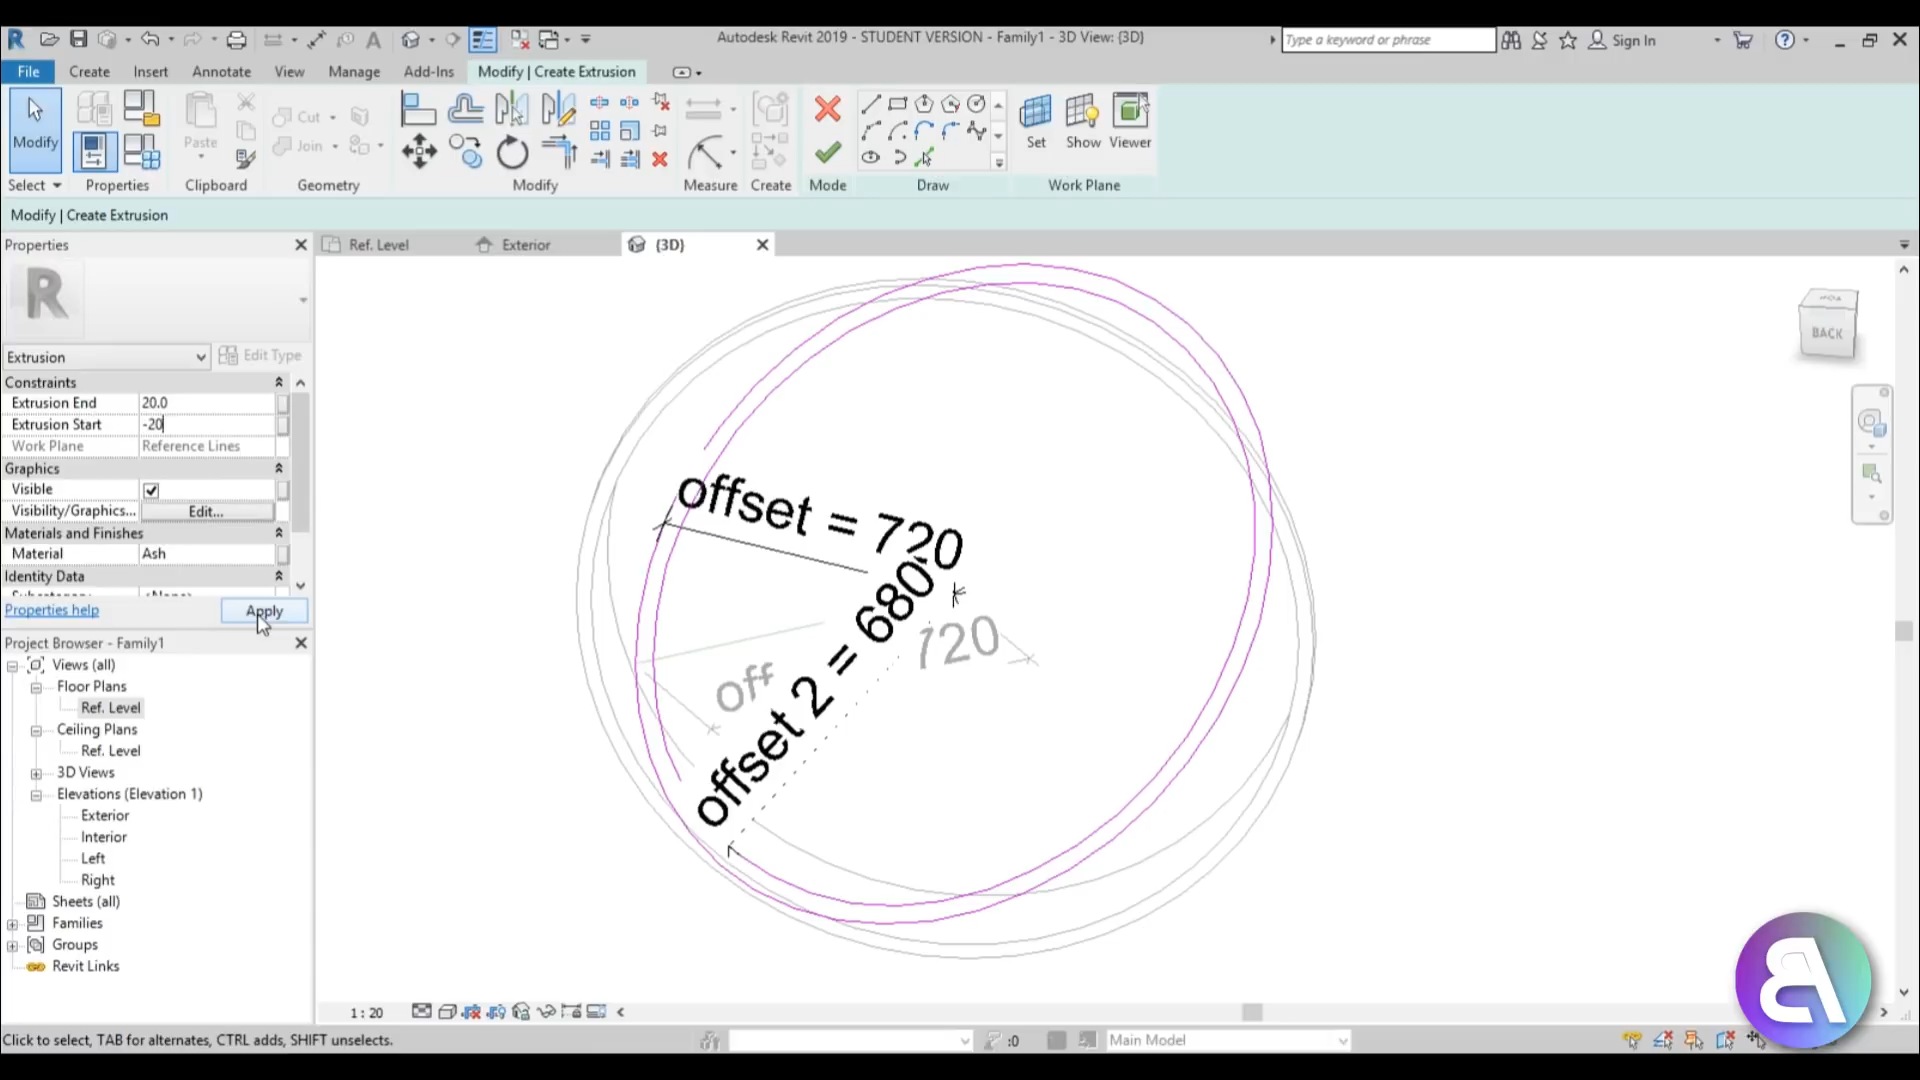 Autodesk Revit 2019 - STUDENT VERSION - Family1 - 3D View: {3D}
Type a keyword or phrase
Sign In
File Create Insert Annotate View Manage Add-Ins Modify | Create Extrusion
Modify
Paste
Cut
Join
Set Show Viewer
Select Properties Clipboard Geometry Modify Measure Create Mode Draw Work Plane
Modify | Create Extrusion
Properties
Ref. Level Exterior {3D}
R
Extrusion Edit Type
Constraints
Extrusion End 20.0
Extrusion Start -20
Work Plane Reference Lines
Graphics
Visible
Visibility/Graphics... Edit...
Materials and Finishes
Material Ash
Identity Data
Properties help Apply
Project Browser - Family1
Views (all)
Floor Plans
Ref. Level
Ceiling Plans
Ref. Level
3D Views
Elevations (Elevation 1)
Exterior
Interior
Left
Right
Sheets (all)
Families
Groups
Revit Links
offset = 720
offset 2 = 680
off
720
BACK
1 : 20
Click to select, TAB for alternates, CTRL adds, SHIFT unselects.
:0
Main Model